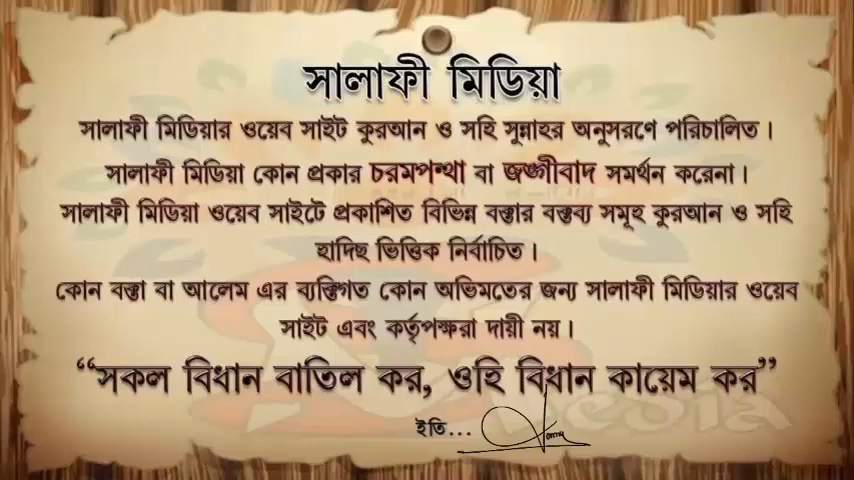 সালাফী মিডিয়া
সালাফী মিডিয়ার ওয়েব সাইট কুরআন ও সহি সুন্নাহর অনুসরণে পরিচালিত।
সালাফী মিডিয়া কোন প্রকার চরমপন্থা বা জঙ্গীবাদ সমর্থন করেনা।
সালাফী মিডিয়া ওয়েব সাইটে প্রকাশিত বিভিন্ন বক্তার বক্তব্য সমূহ কুরআন ও সহি
হাদিছ ভিত্তিক নির্বাচিত।
কোন বক্তা বা আলেম এর ব্যক্তিগত কোন অভিমতের জন্য সালাফী মিডিয়ার ওয়েব
সাইট এবং কর্তৃপক্ষরা দায়ী নয়।
“সকল বিধান বাতিল কর, ওহি বিধান কায়েম কর”
ইতি...